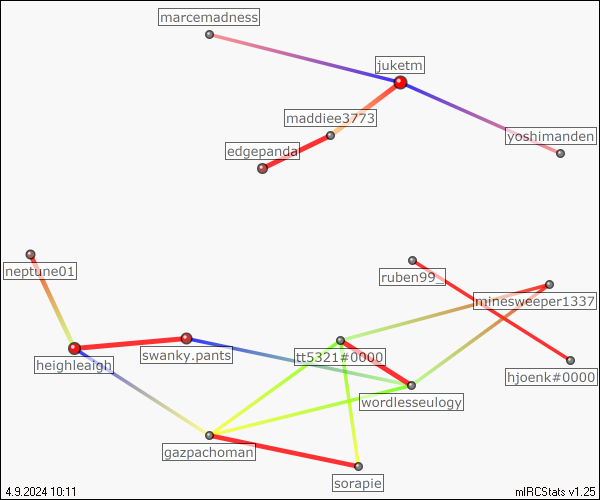 marcemadness
juketm
maddiee3773
yoshimanden
edgepanda
neptune01
ruben99_
minesweeper1337
heighleaigh
swanky.pants
tt5321#0000
hjoenk#0000
wordlesseulogy
gazpachoman
sorapie
4.9.2024 10:11
mIRCStats v1.25